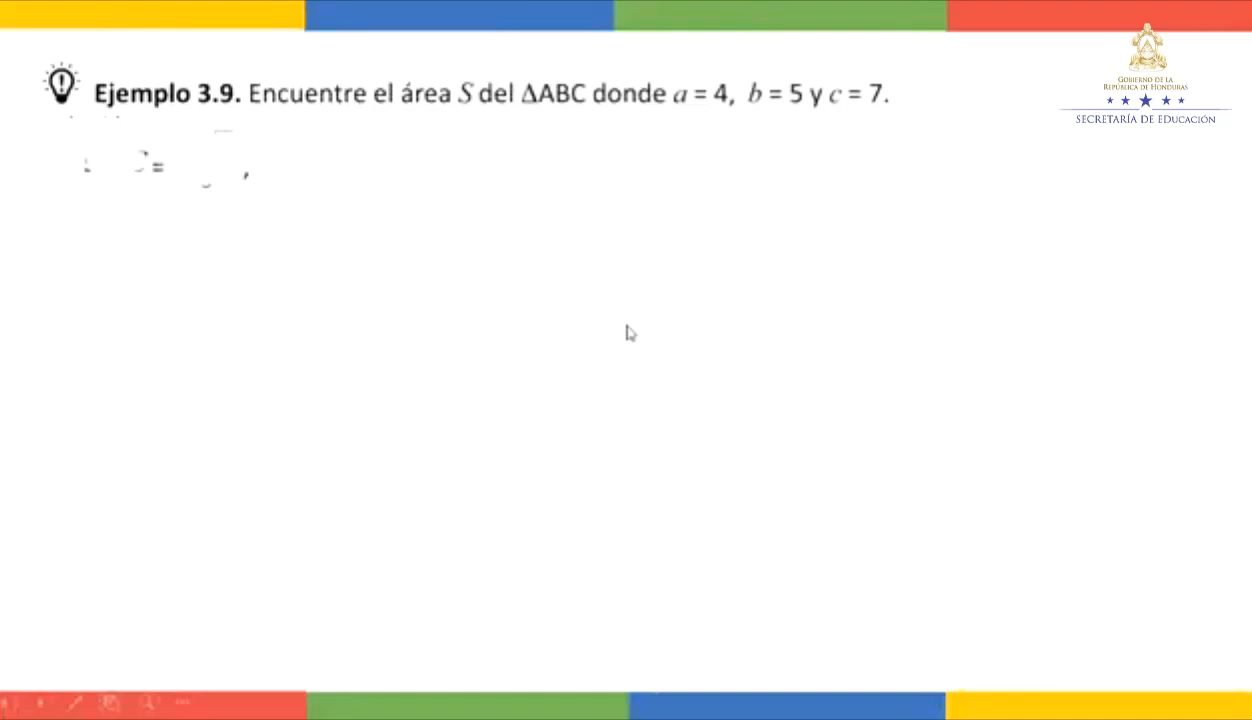 Ejemplo 3.9. Encuentre el área S del ΔABC donde a = 4, b = 5 y c = 7.
GOBIERNO DE LA
REPÚBLICA DE HONDURAS
SECRETARÍA DE EDUCACIÓN